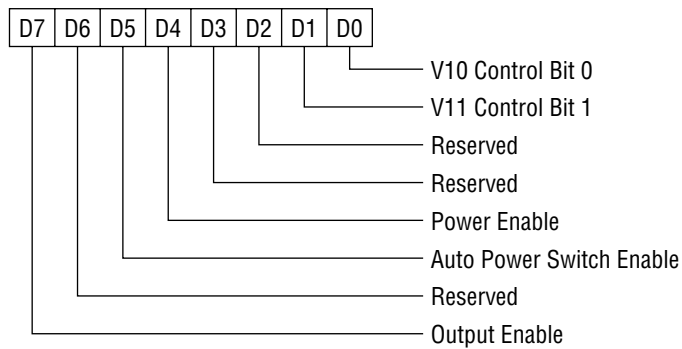 D7 D6 D5 D4 D3 D2 D1 D0
V10 Control Bit 0
V11 Control Bit 1
Reserved
Reserved
Power Enable
Auto Power Switch Enable
Reserved
Output Enable